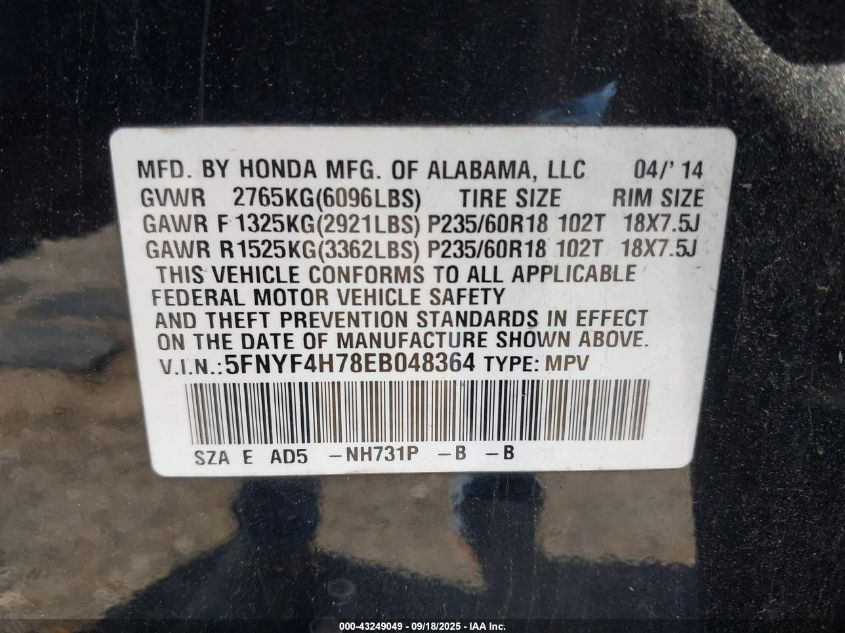 MFD. BY HONDA MFG. OF ALABAMA, LLC 04/' 14
GVWR 2765KG(6096LBS) TIRE SIZE RIM SIZE
GAWR F 1325KG(2921LBS) P235/60R18 102T 18X7.5J
GAWR R 1525KG(3362LBS) P235/60R18 102T 18X7.5J
THIS VEHICLE CONFORMS TO ALL APPLICABLE
FEDERAL MOTOR VEHICLE SAFETY
AND THEFT PREVENTION STANDARDS IN EFFECT
ON THE DATE OF MANUFACTURE SHOWN ABOVE.
V.I.N.:5FNYF4H78EB048364 TYPE: MPV
SZA E AD5 -NH731P -B -B
000-43249049 - 09/18/2025 - IAA Inc.